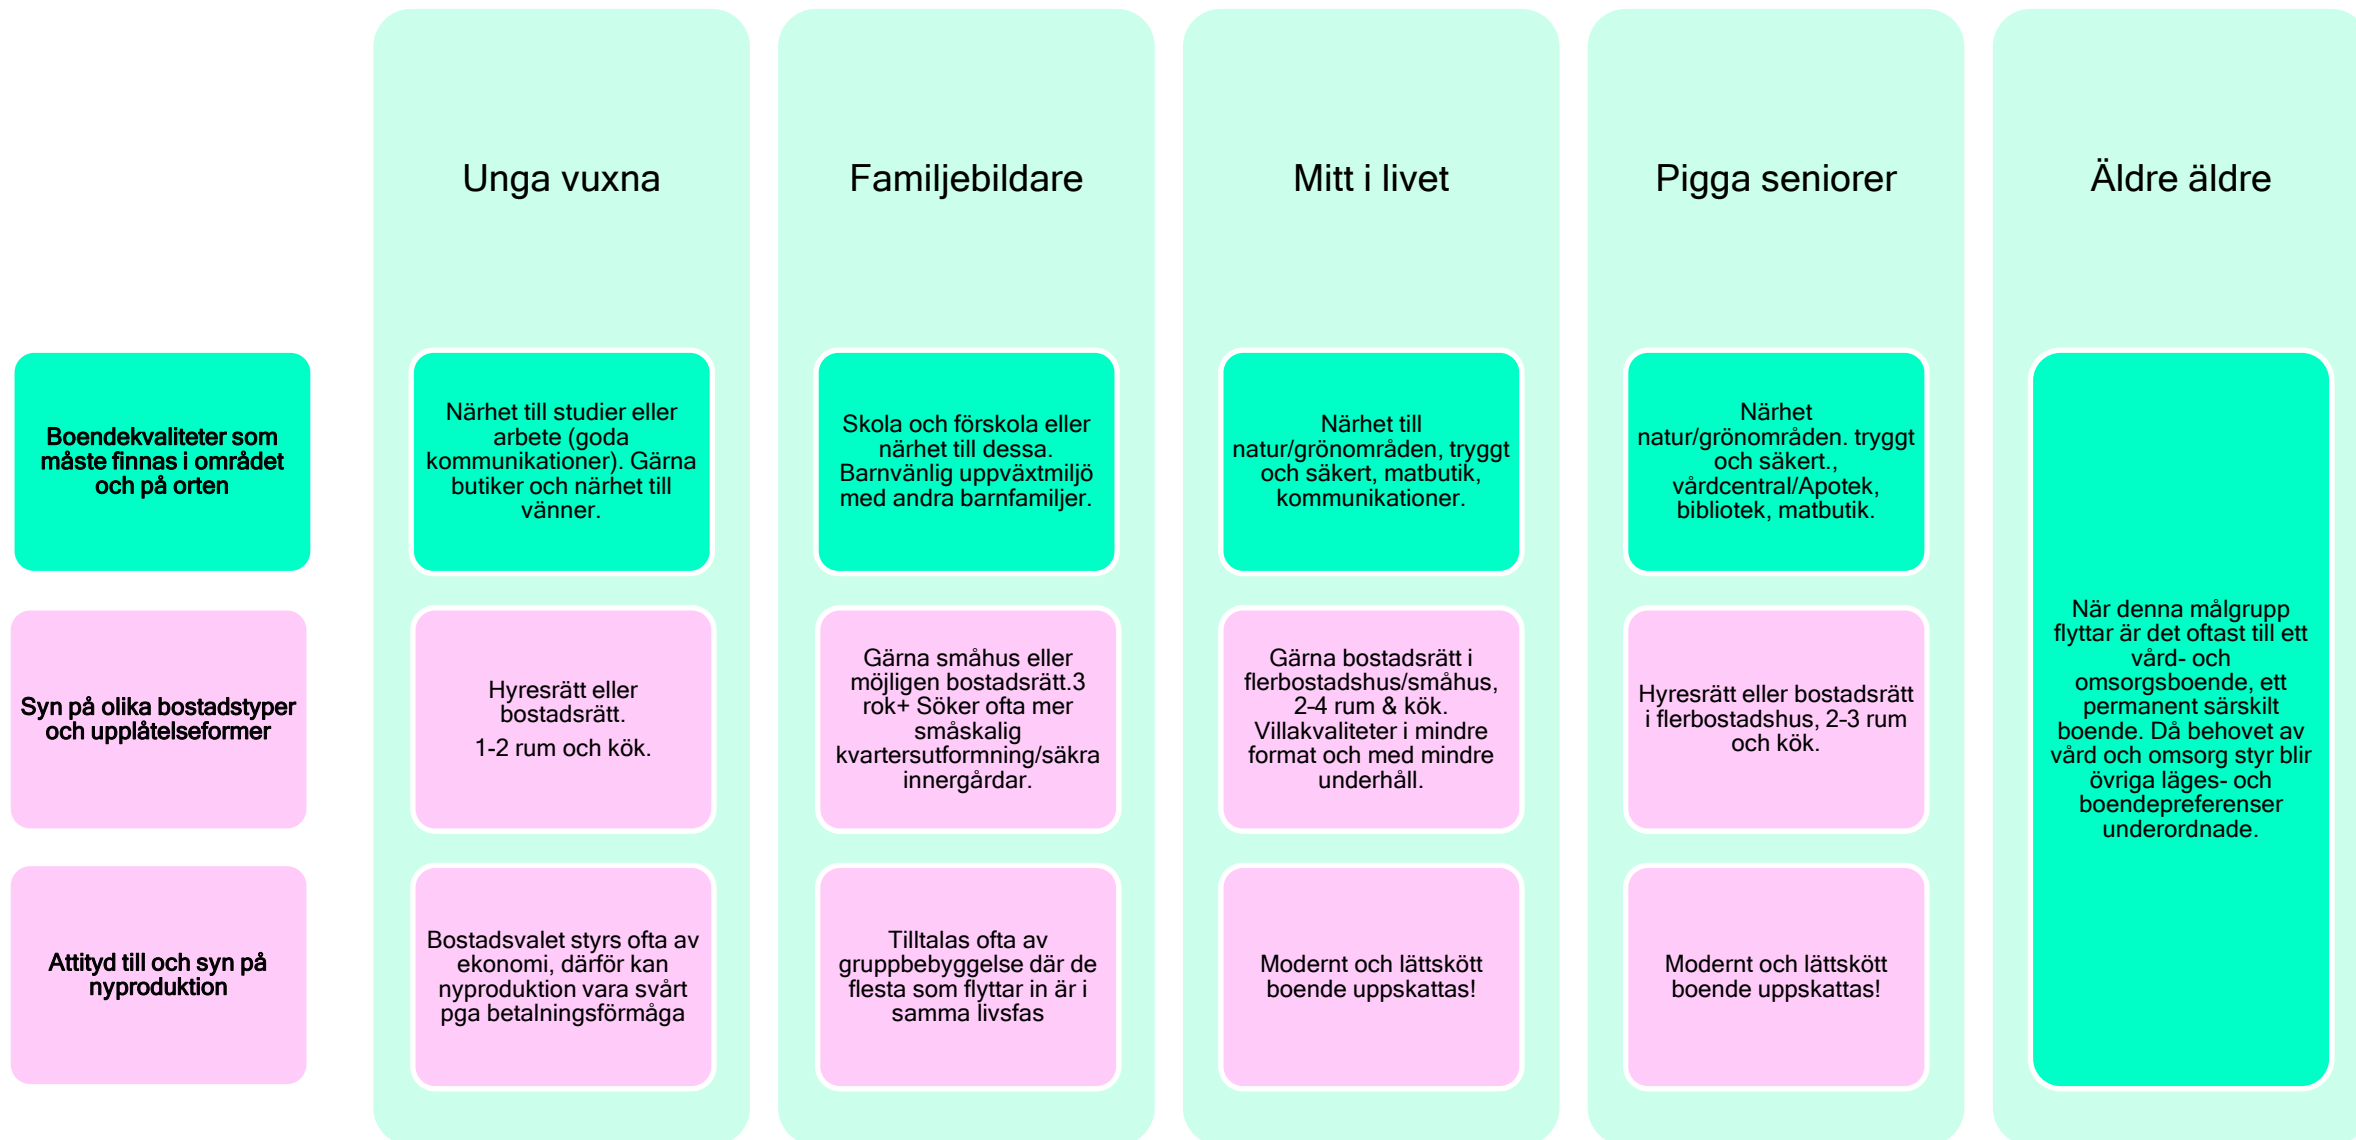 Unga vuxna
Familjebildare
Mitt i livet
Pigga seniorer
Äldre äldre
Boendekvaliteter som
måste finnas i området
och på orten
Närhet till studier eller
arbete (goda
kommunikationer). Gärna
butiker och närhet till
vänner.
Skola och förskola eller
närhet till dessa.
Barnvänlig uppväxtmiljö
med andra barnfamiljer.
Närhet till
natur/grönområden, tryggt
och säkert, matbutik,
kommunikationer.
Närhet
natur/grönområden. tryggt
och säkert.,
vårdcentral/Apotek,
bibliotek, matbutik.
När denna målgrupp
flyttar är det oftast till ett
vård- och
omsorgsboende, ett
permanent särskilt
boende. Då behovet av
vård och omsorg styr blir
övriga läges- och
boendepreferenser
underordnade.
Syn på olika bostadstyper
och upplåtelseformer
Hyresrätt eller
bostadsrätt.
1-2 rum och kök.
Gärna småhus eller
möjligen bostadsrätt.3
rok+ Söker ofta mer
småskalig
kvartersutformning/säkra
innergårdar.
Gärna bostadsrätt i
flerbostadshus/småhus,
2-4 rum & kök.
Villakvaliteter i mindre
format och med mindre
underhåll.
Hyresrätt eller bostadsrätt
i flerbostadshus, 2-3 rum
och kök.
Attityd till och syn på
nyproduktion
Bostadsvalet styrs ofta av
ekonomi, därför kan
nyproduktion vara svårt
pga betalningsförmåga
Tilltalas ofta av
gruppbebyggelse där de
flesta som flyttar in är i
samma livsfas
Modernt och lättskött
boende uppskattas!
Modernt och lättskött
boende uppskattas!